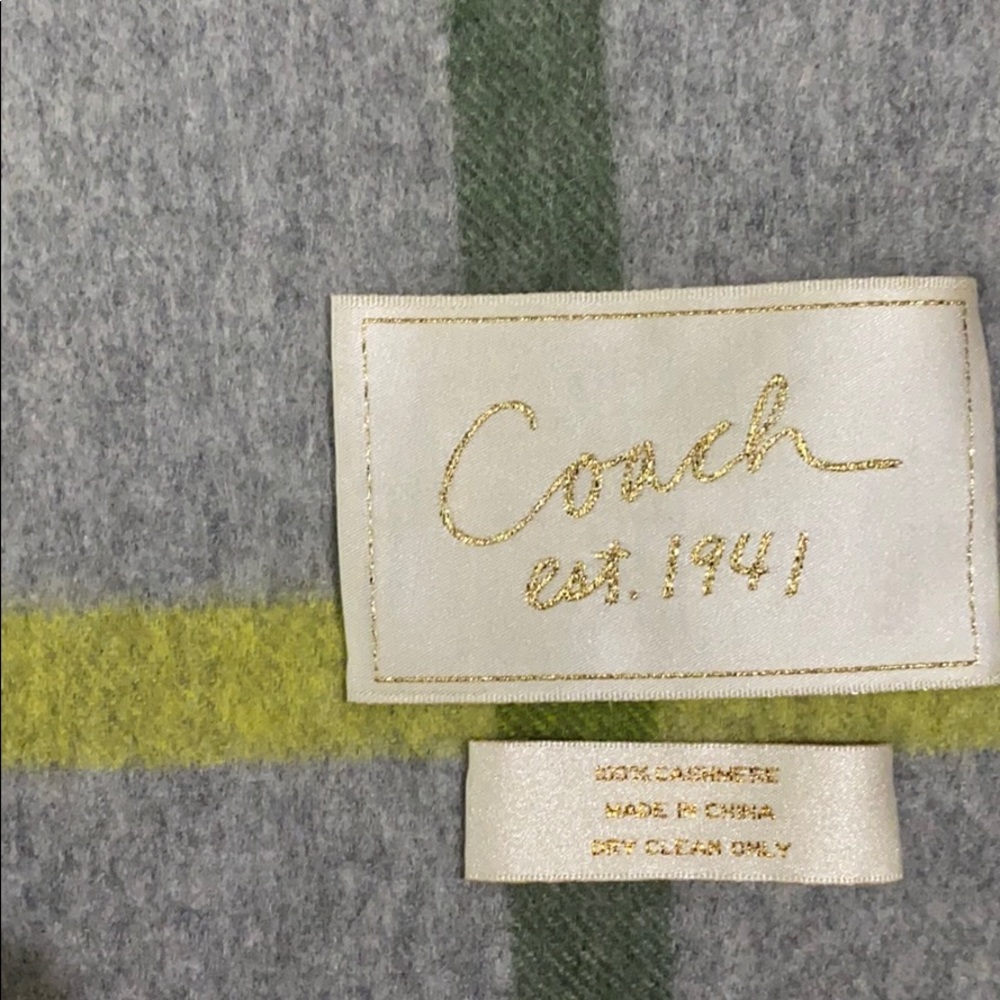 Coach
est. 1941
100% CASHMERE
MADE IN CHINA
DRY CLEAN ONLY